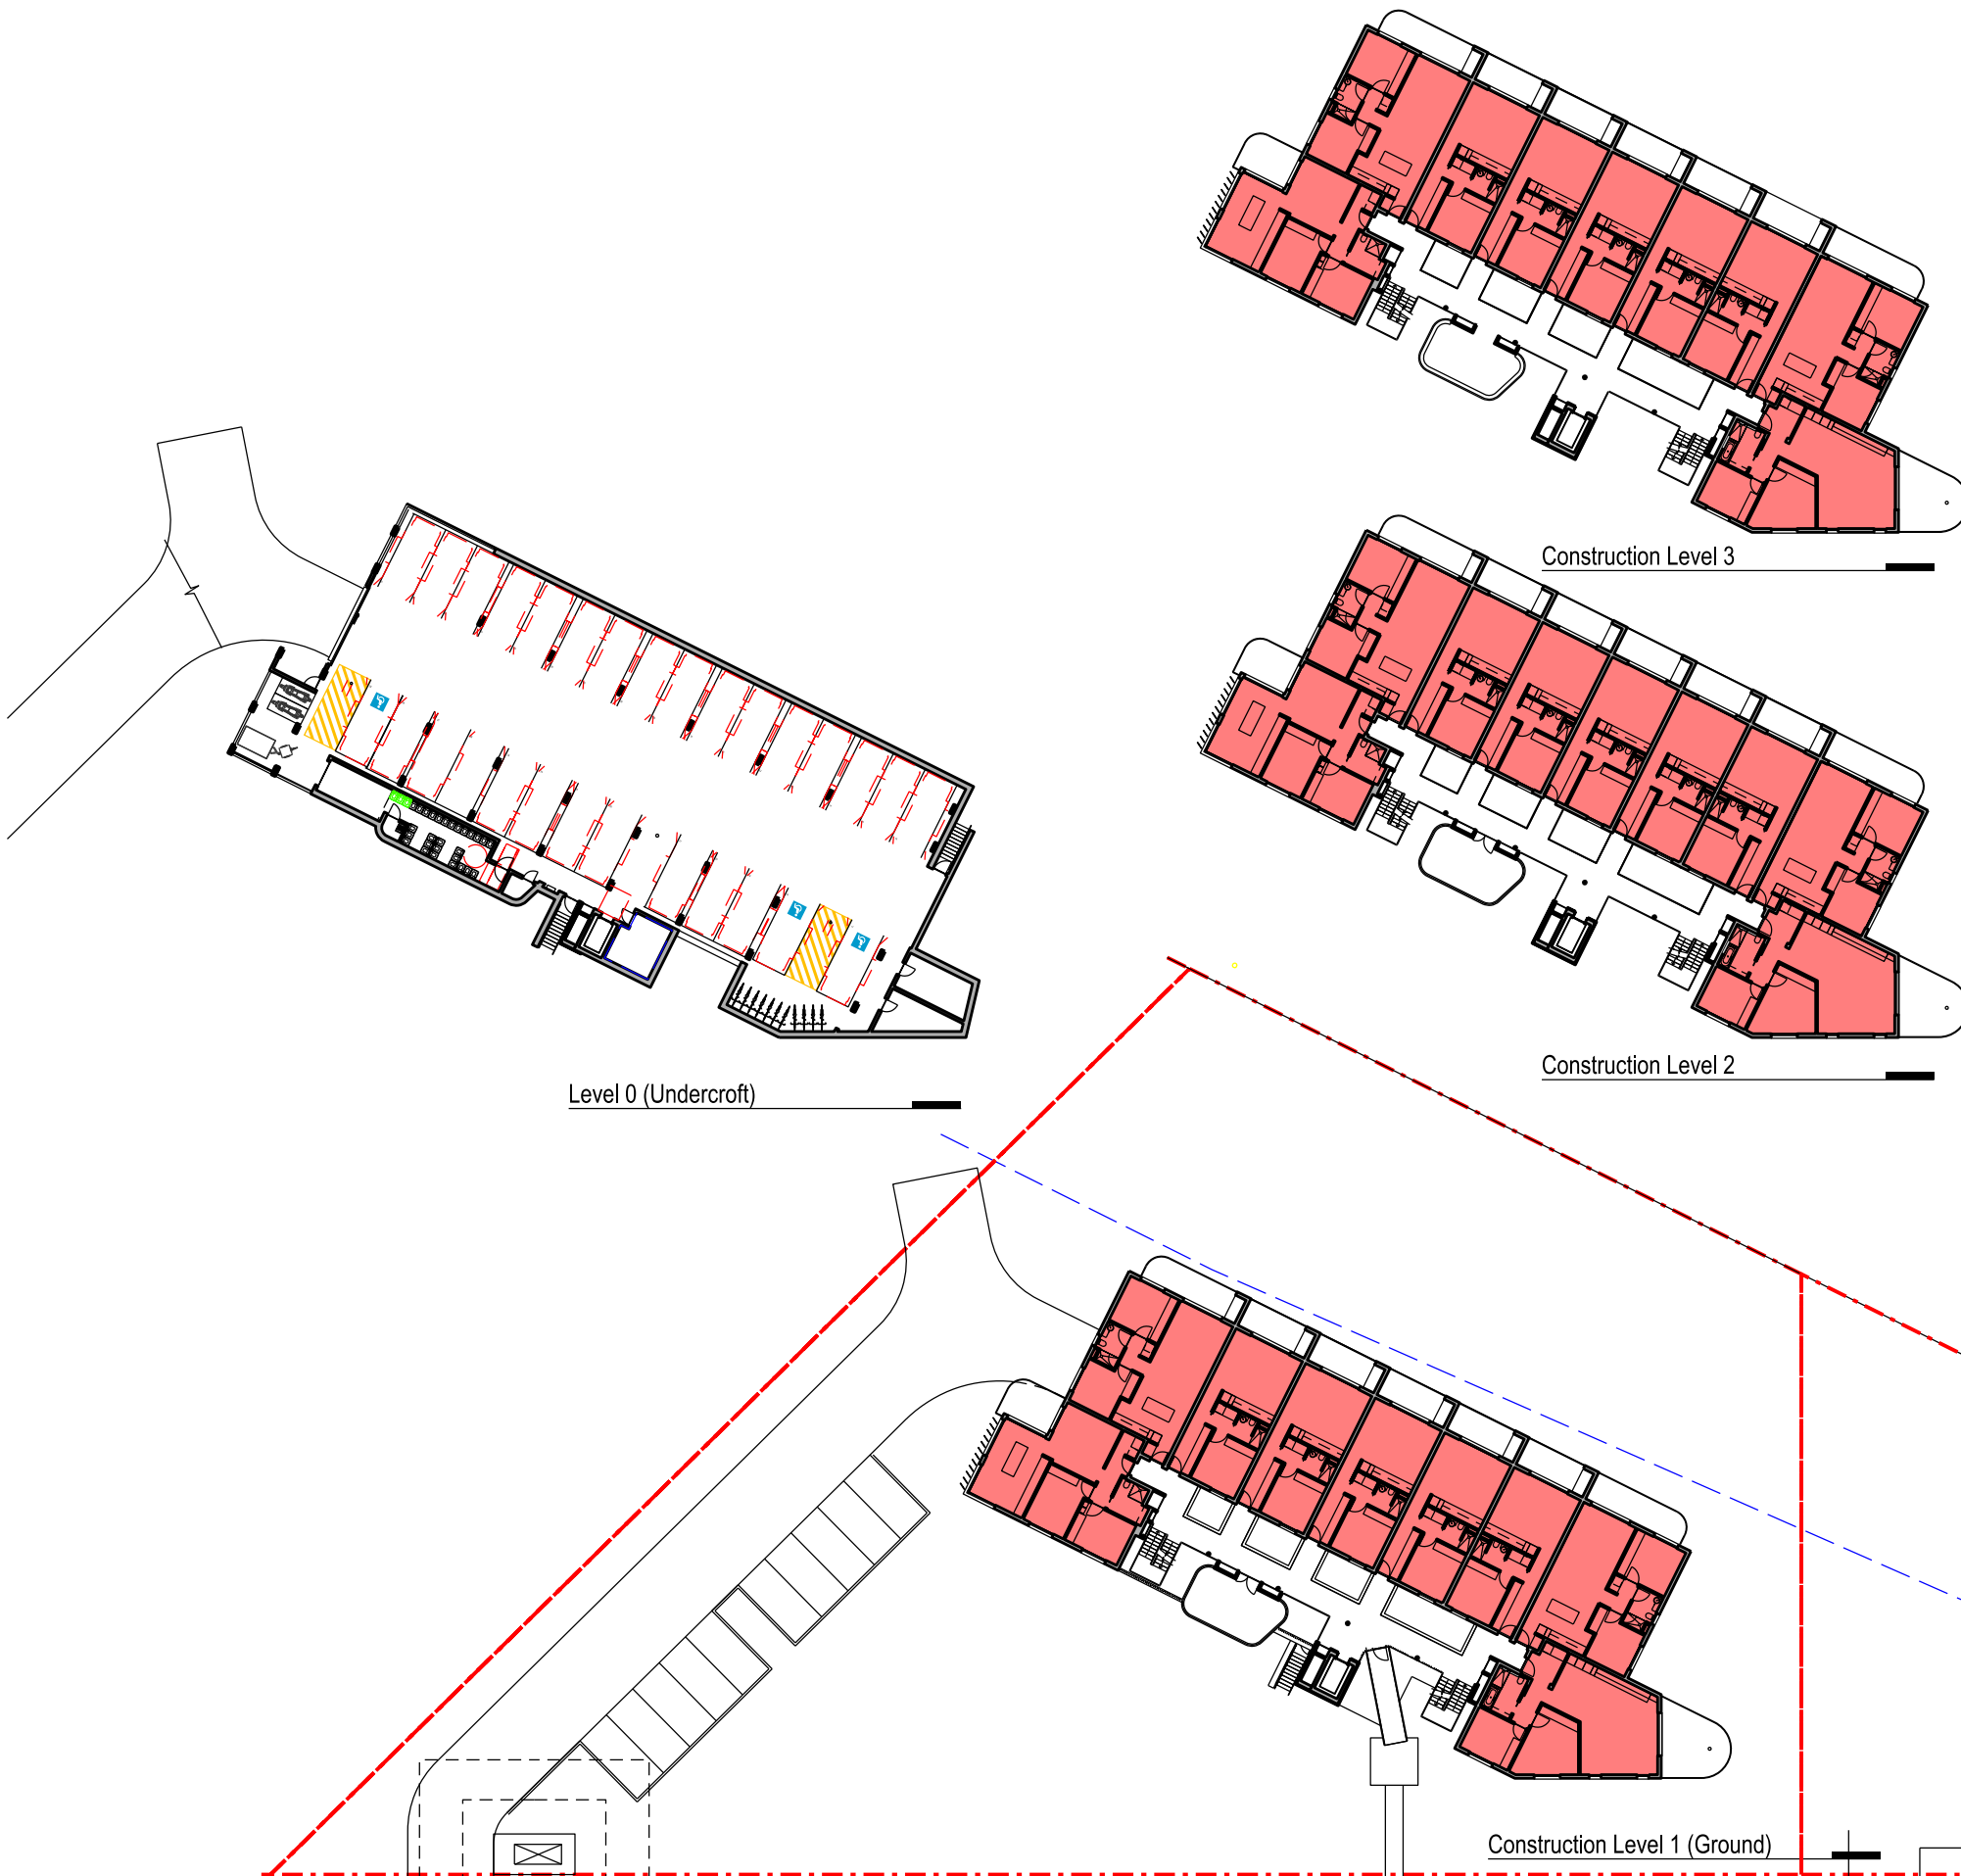 Construction Level 3
Construction Level 2
Level 0 (Undercroft)
Construction Level 1 (Ground)